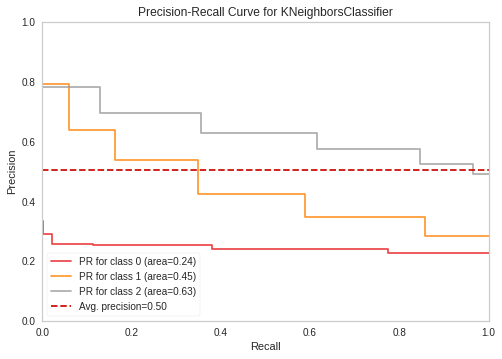 Precision-Recall Curve for KNeighborsClassifier
1.0
0.8
0.6
0.4
0.2
0.0
Precision
PR for class 0 (area=0.24)
PR for class 1 (area=0.45)
PR for class 2 (area=0.63)
Avg. precision=0.50
0.0 0.2 0.4 0.6 0.8 1.0
Recall